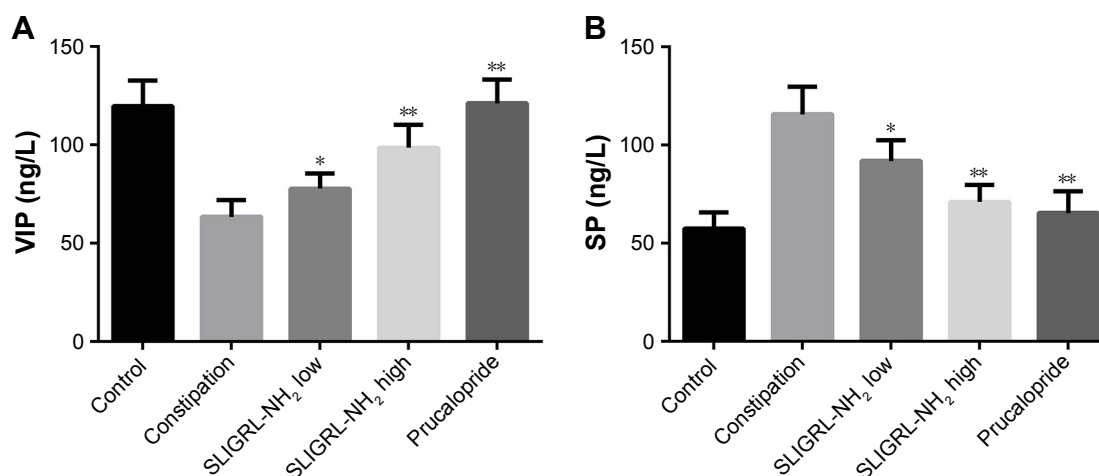 A
VIP (ng/L)
150
100
50
0
*
**
**
Control
Constipation
SLIGRL-NH₂ low
SLIGRL-NH₂ high
Prucalopride
B
SP (ng/L)
150
100
50
0
*
**
**
Control
Constipation
SLIGRL-NH₂ low
SLIGRL-NH₂ high
Prucalopride